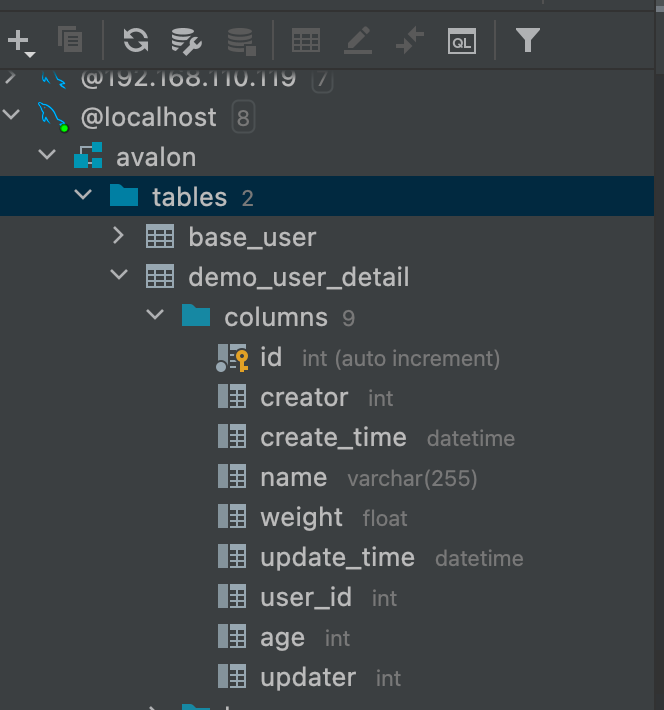 QL
@192.168.110.119 7
@localhost 8
avalon
tables 2
base_user
demo_user_detail
columns 9
id int (auto increment)
creator int
create_time datetime
name varchar(255)
weight float
update_time datetime
user_id int
age int
updater int